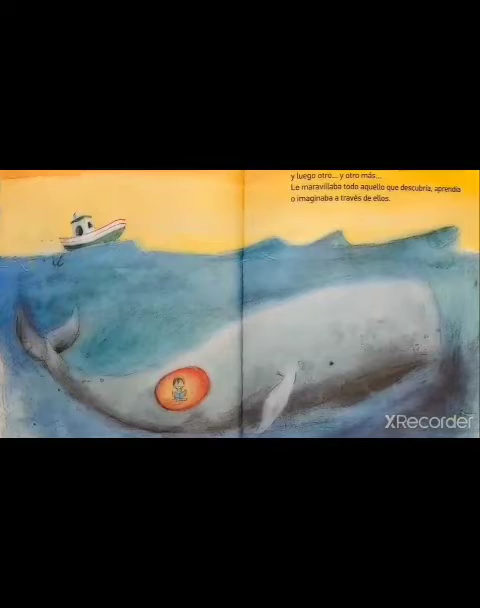 y luego otro... y otro más...
Le maravillaba todo aquello que descubría, aprendía
o imaginaba a través de ellos.
XRecorder